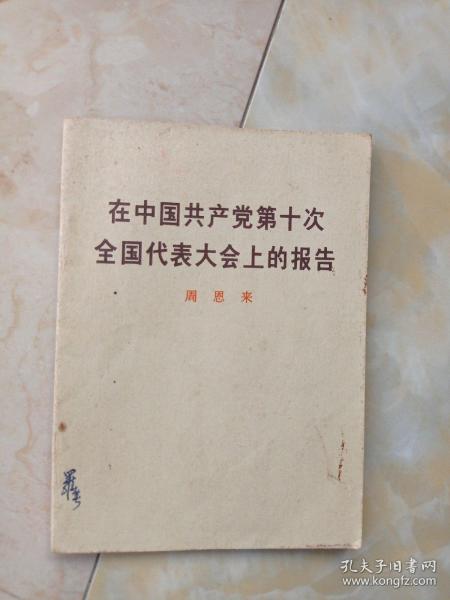 在中国共产党第十次
全国代表大会上的报告
周恩来
孔夫子旧书网
www.kongfz.com